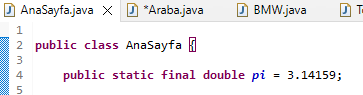 AnaSayfa.java *Araba.java BMW.java
1
2 public class AnaSayfa {
3
4 public static final double pi = 3.14159;
5